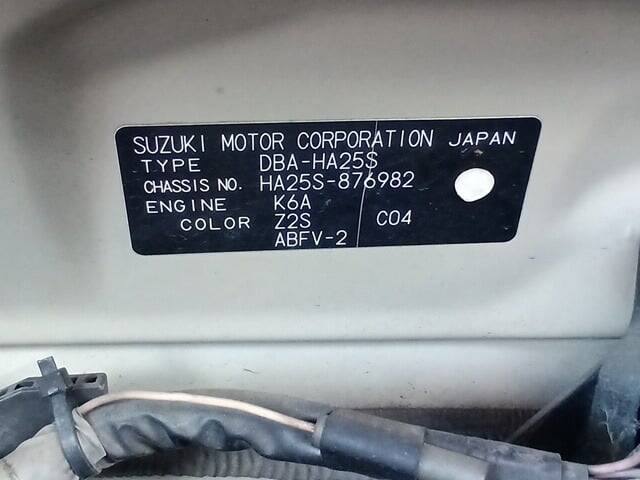 SUZUKI MOTOR CORPORATION JAPAN
TYPE DBA-HA25S
CHASSIS NO. HA25S-876982
ENGINE K6A
COLOR Z2S C04
ABFV-2